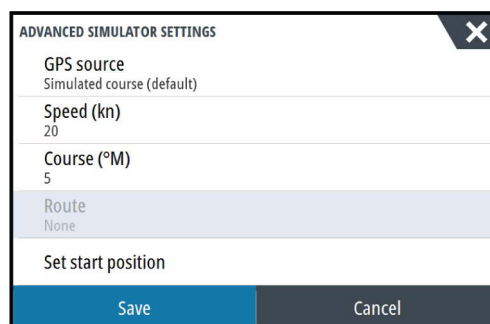 ADVANCED SIMULATOR SETTINGS
GPS source
Simulated course (default)
Speed (kn)
20
Course (°M)
5
Route
None
Set start position
Save Cancel